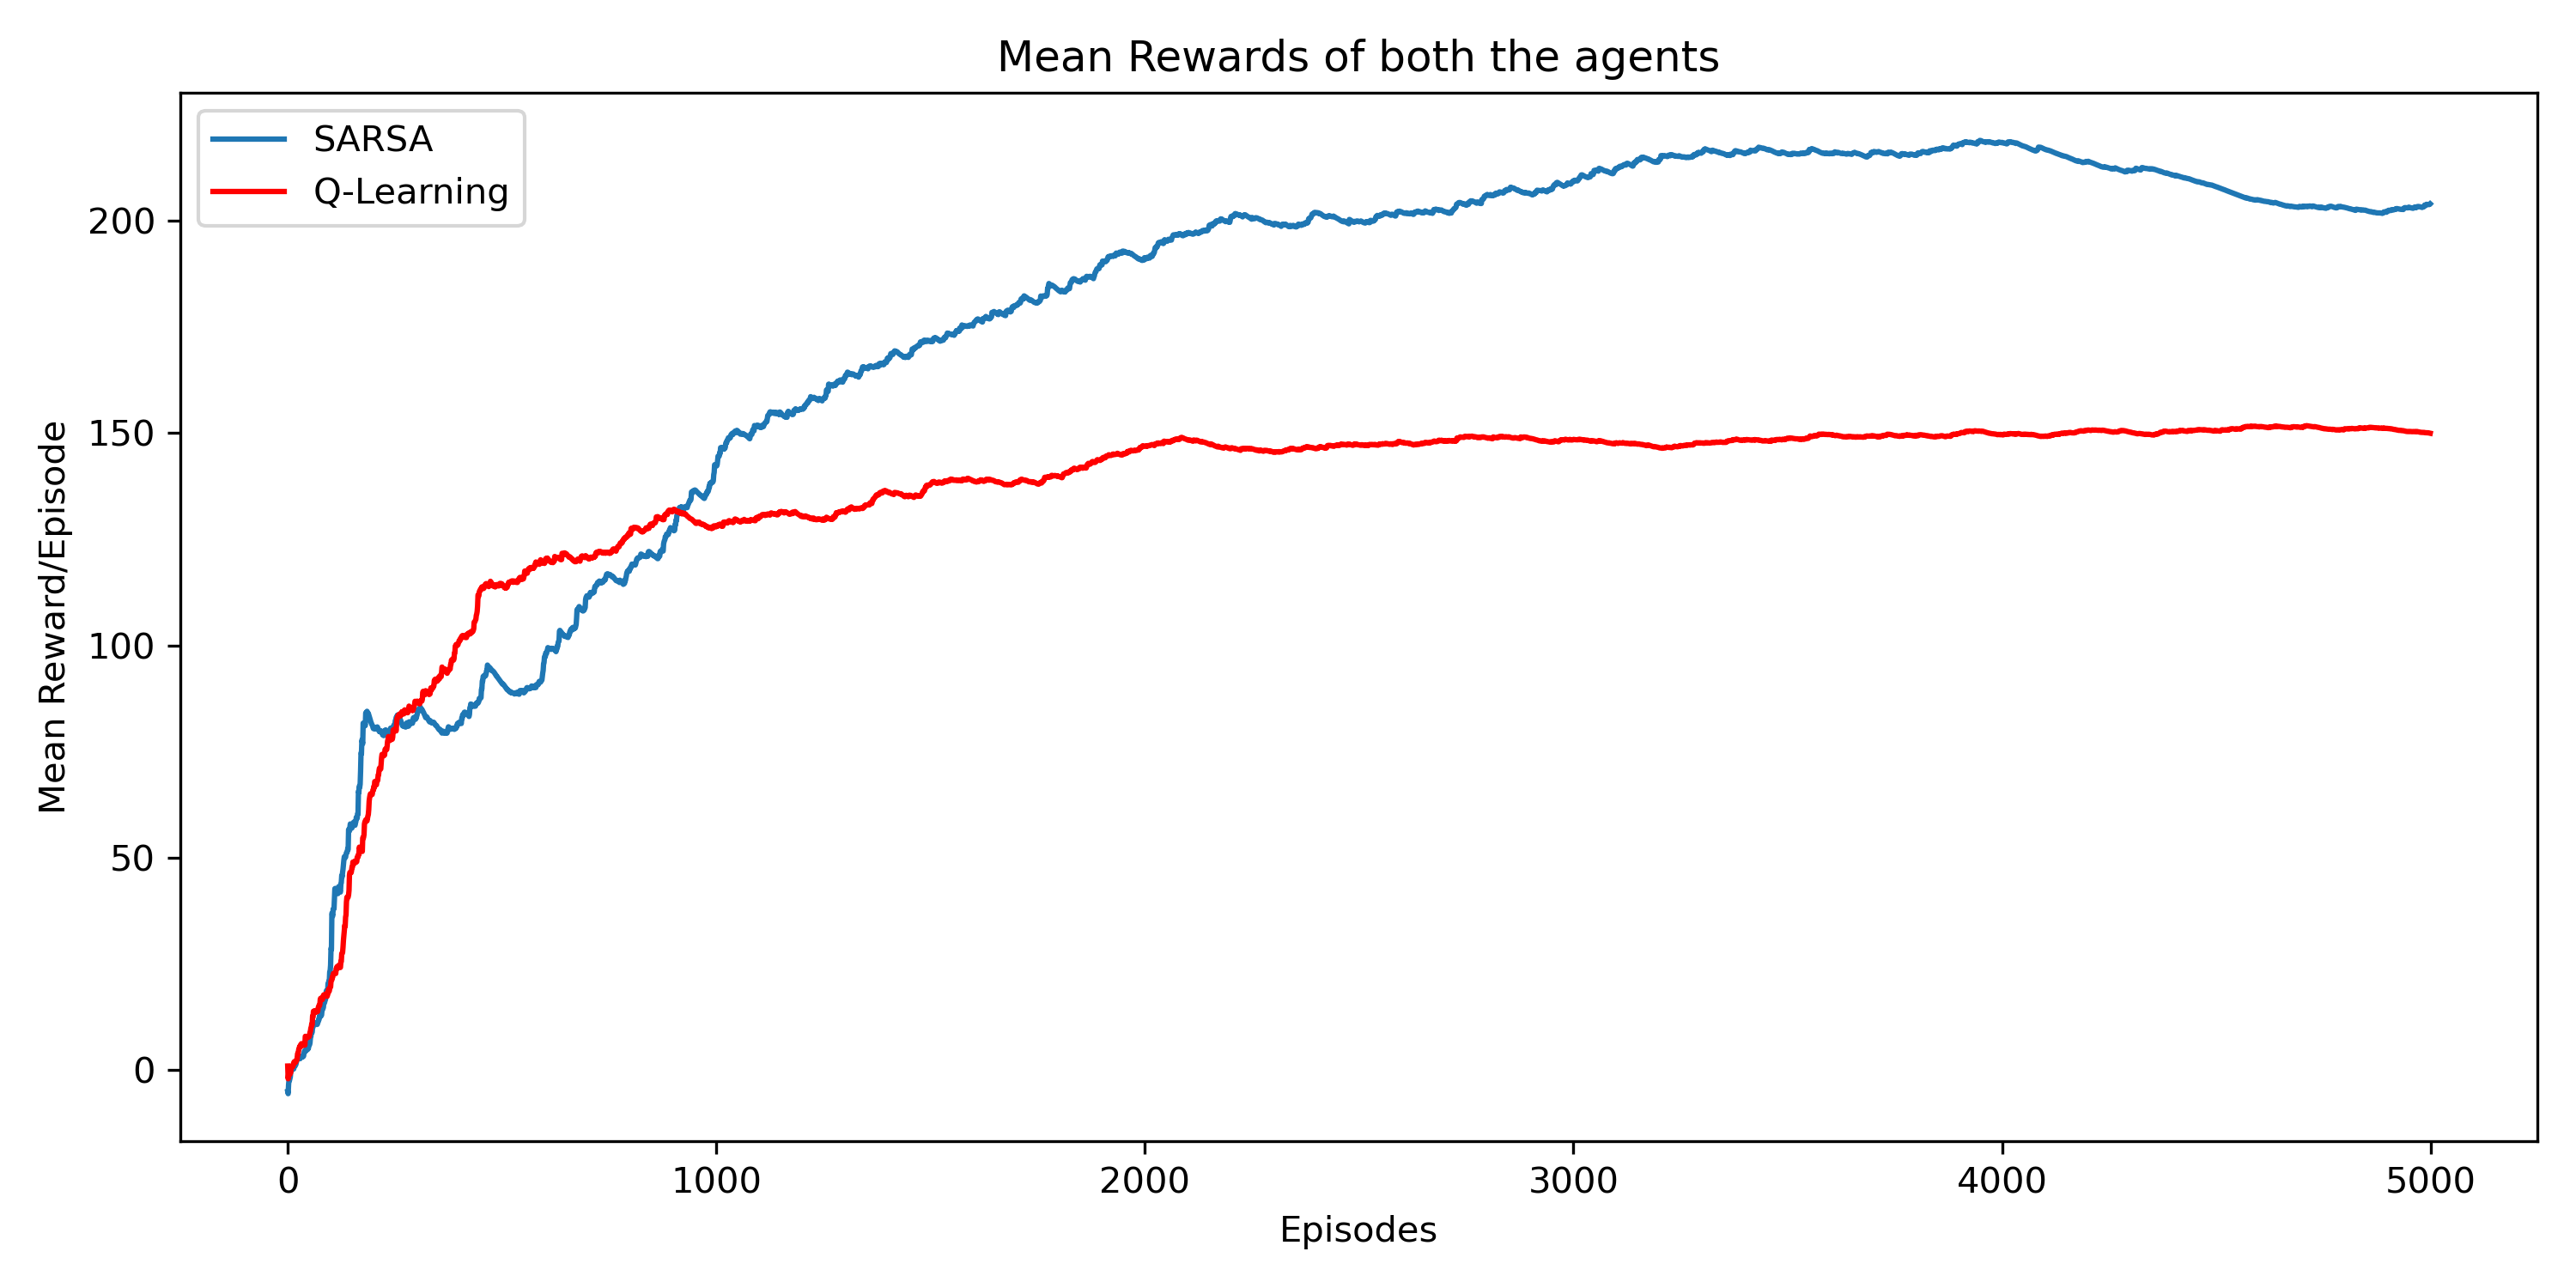 Mean Rewards of both the agents
SARSA
Q-Learning
Mean Reward/Episode
200
150
100
50
0
0 1000 2000 3000 4000 5000
Episodes